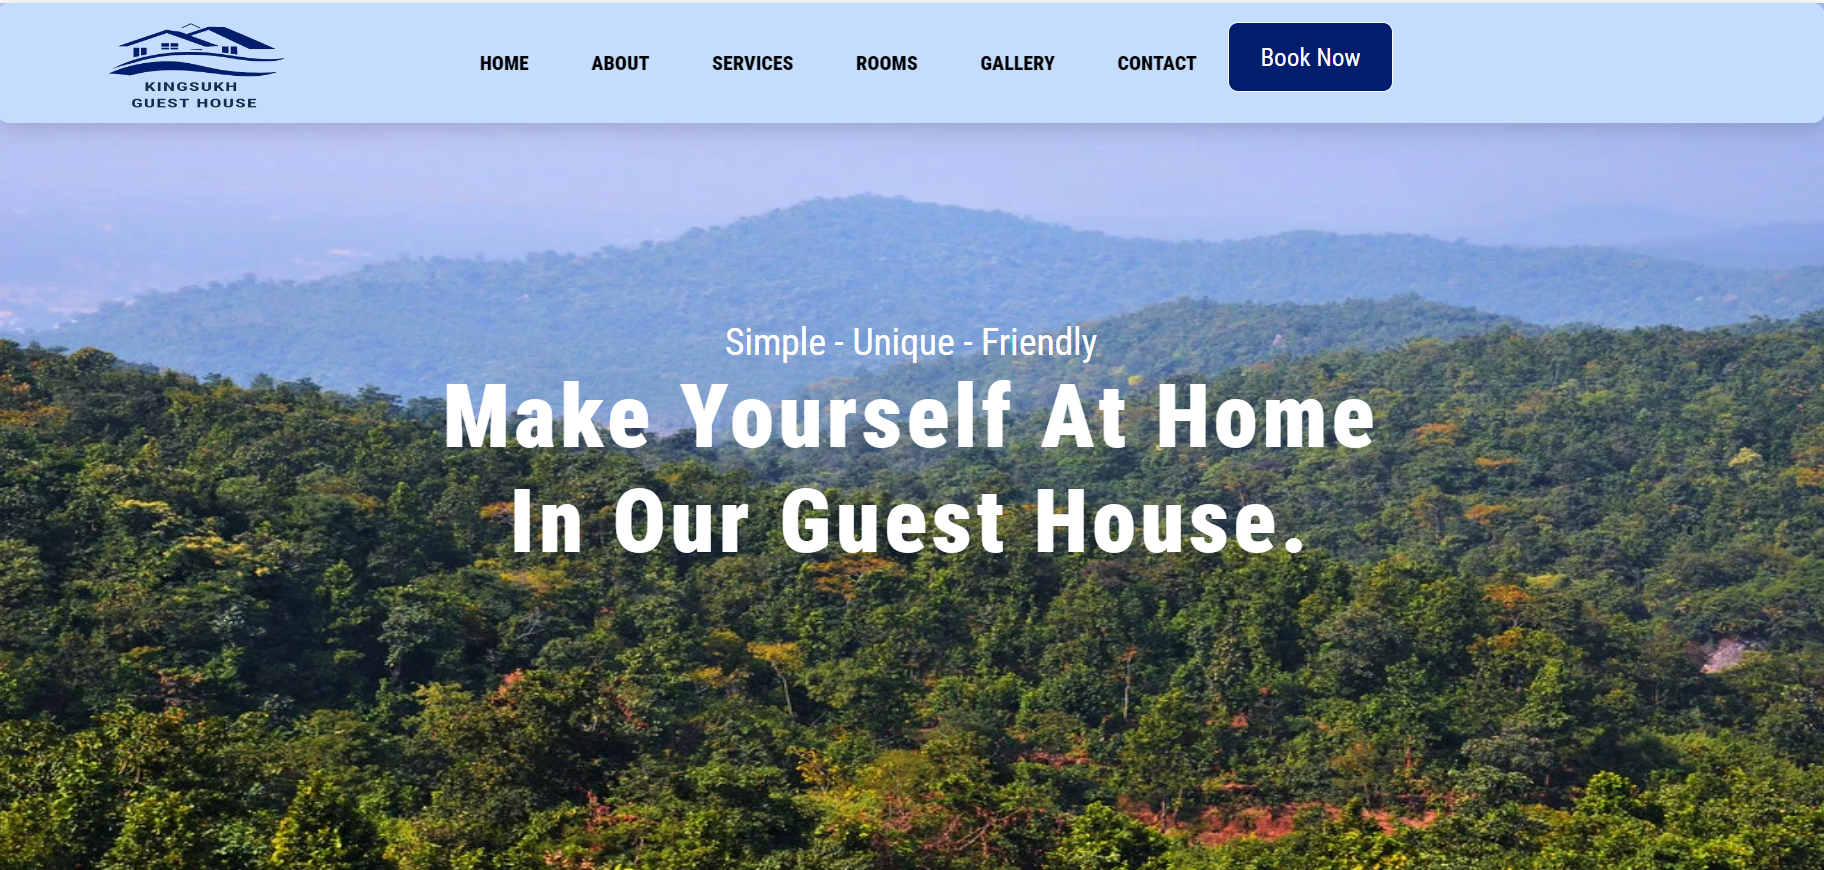 KINGSUKH
GUEST HOUSE
HOME ABOUT SERVICES ROOMS GALLERY CONTACT Book Now
Simple - Unique - Friendly
Make Yourself At Home
In Our Guest House.